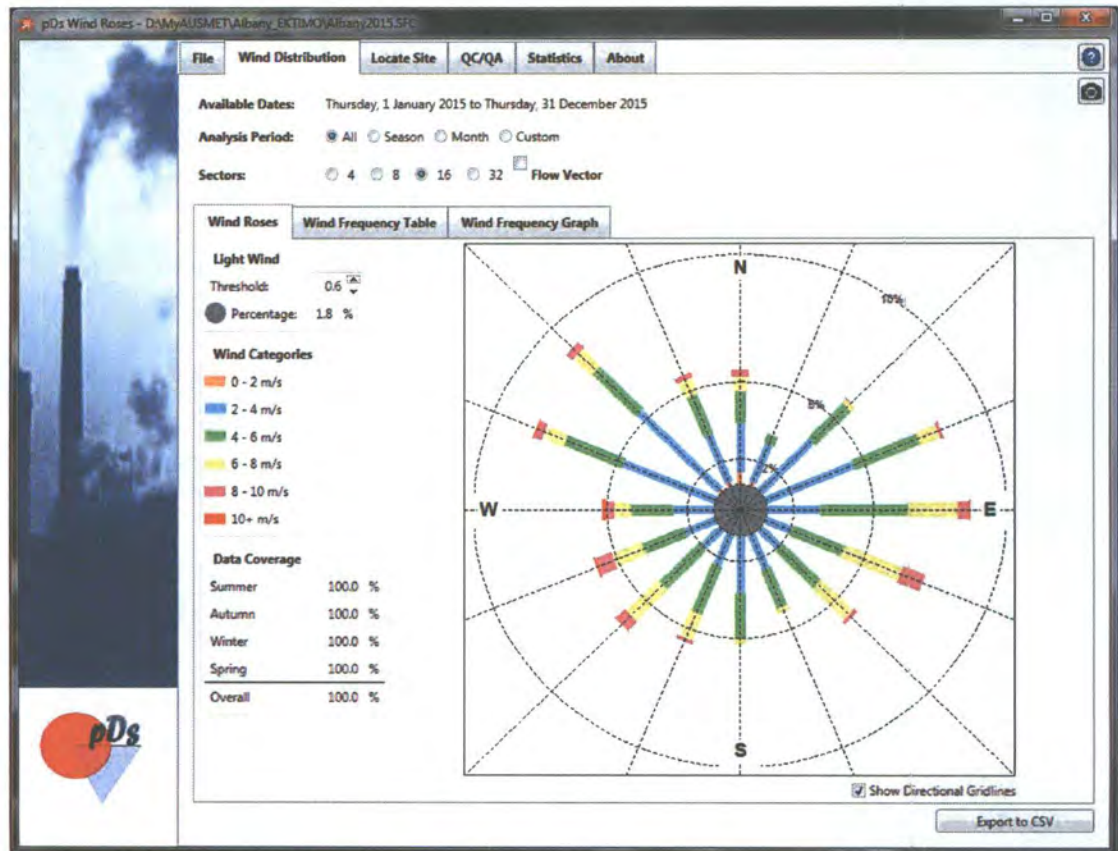 pDs Wind Roses - D:\MyAUSMET\Albany_EKTIMO\Albany2015.SFC
File Wind Distribution Locate Site QC/QA Statistics About
Available Dates: Thursday, 1 January 2015 to Thursday, 31 December 2015
Analysis Period: All Season Month Custom
Sectors: 4 8 16 32 Flow Vector
Wind Roses Wind Frequency Table Wind Frequency Graph
Light Wind
Threshold: 0.6
Percentage: 1.8 %
Wind Categories
0 - 2 m/s
2 - 4 m/s
4 - 6 m/s
6 - 8 m/s
8 - 10 m/s
10+ m/s
Data Coverage
Summer 100.0 %
Autumn 100.0 %
Winter 100.0 %
Spring 100.0 %
Overall 100.0 %
N
10%
2%
W
E
S
Show Directional Gridlines
Export to CSV
pDs